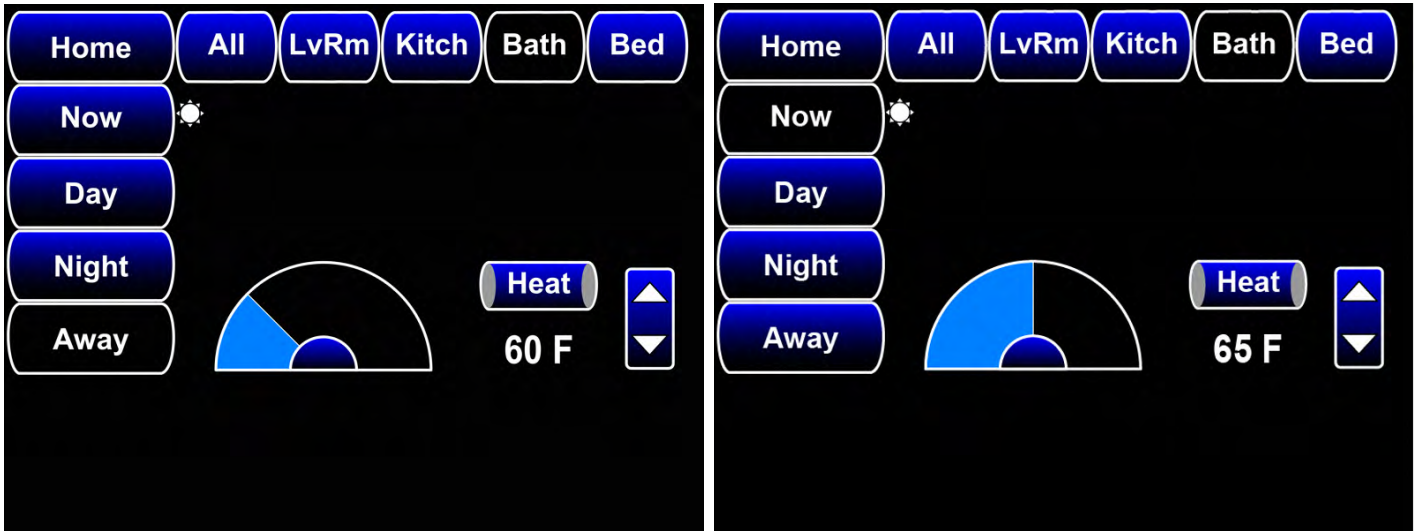 Home All LvRm Kitch Bath Bed
Now
Day
Night
Heat
Away
60 F
Home All LvRm Kitch Bath Bed
Now
Day
Night
Heat
Away
65 F